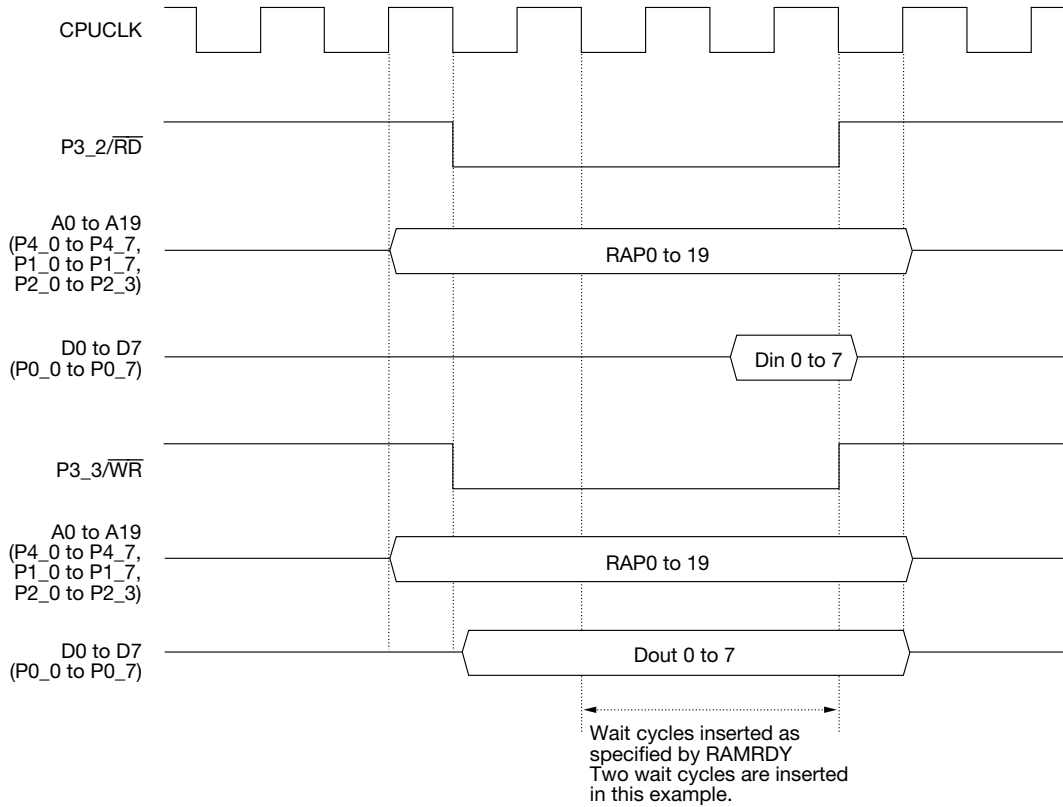 CPUCLK
P3_2/R̅D̅
A0 to A19
(P4_0 to P4_7,
P1_0 to P1_7,
P2_0 to P2_3)
RAP0 to 19
D0 to D7
(P0_0 to P0_7)
Din 0 to 7
P3_3/W̅R̅
A0 to A19
(P4_0 to P4_7,
P1_0 to P1_7,
P2_0 to P2_3)
RAP0 to 19
D0 to D7
(P0_0 to P0_7)
Dout 0 to 7
Wait cycles inserted as
specified by RAMRDY
Two wait cycles are inserted
in this example.